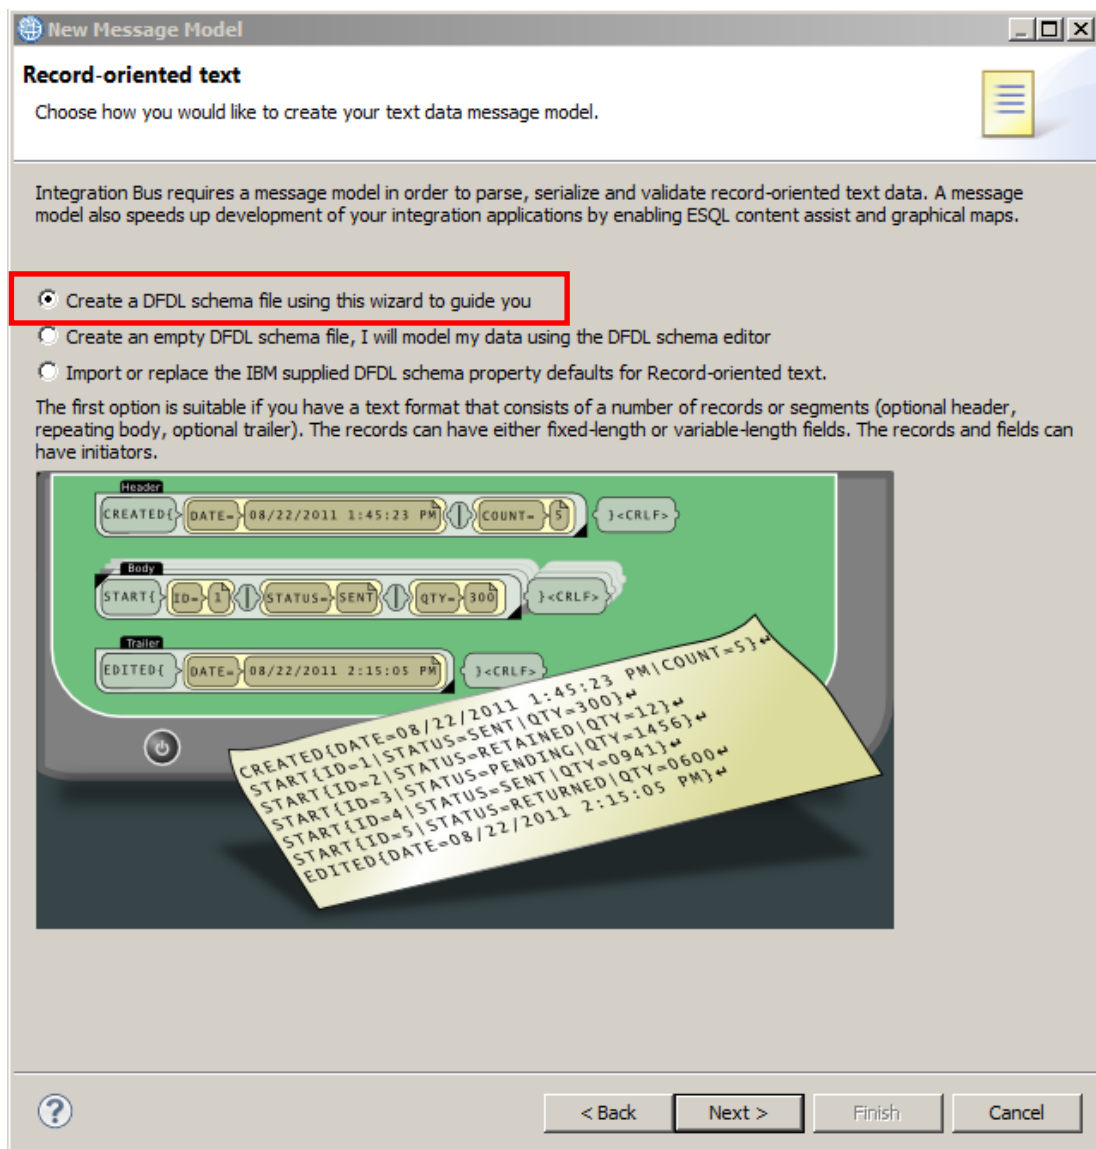 New Message Model
Record-oriented text
Choose how you would like to create your text data message model.
Integration Bus requires a message model in order to parse, serialize and validate record-oriented text data. A message
model also speeds up development of your integration applications by enabling ESQL content assist and graphical maps.
Create a DFDL schema file using this wizard to guide you
Create an empty DFDL schema file, I will model my data using the DFDL schema editor
Import or replace the IBM supplied DFDL schema property defaults for Record-oriented text.
The first option is suitable if you have a text format that consists of a number of records or segments (optional header,
repeating body, optional trailer). The records can have either fixed-length or variable-length fields. The records and fields can
have initiators.
Header
CREATED{ DATE= 08/22/2011 1:45:23 PM | COUNT= 5 }<CRLF>
Body
START{ ID= 1 | STATUS= SENT | QTY= 300 }<CRLF>
Trailer
EDITED{ DATE= 08/22/2011 2:15:05 PM }<CRLF>
CREATED{DATE=08/22/2011 1:45:23 PM|COUNT=5}↵
START{ID=1|STATUS=SENT|QTY=300}↵
START{ID=2|STATUS=RETAINED|QTY=12}↵
START{ID=3|STATUS=PENDING|QTY=1456}↵
START{ID=4|STATUS=SENT|QTY=0941}↵
START{ID=5|STATUS=RETURNED|QTY=0600↵
EDITED{DATE=08/22/2011 2:15:05 PM}↵
?
< Back
Next >
Finish
Cancel